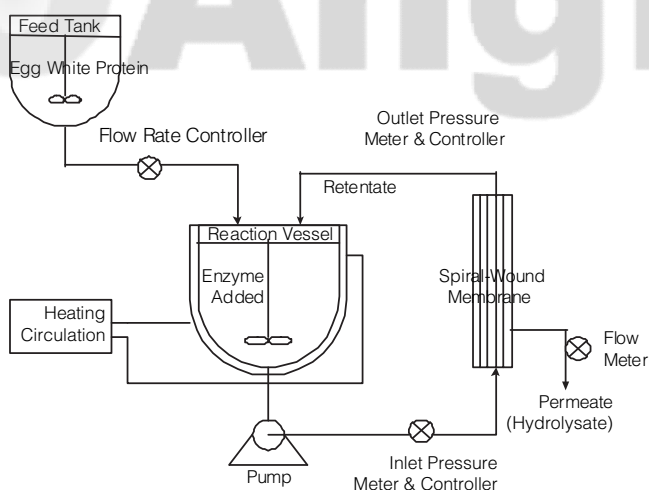 Feed Tank
Egg White Protein
Flow Rate Controller
Outlet Pressure
Meter & Controller
Retentate
Reaction Vessel
Enzyme
Added
Spiral-Wound
Membrane
Heating
Circulation
Flow
Meter
Permeate
(Hydrolysate)
Pump
Inlet Pressure
Meter & Controller